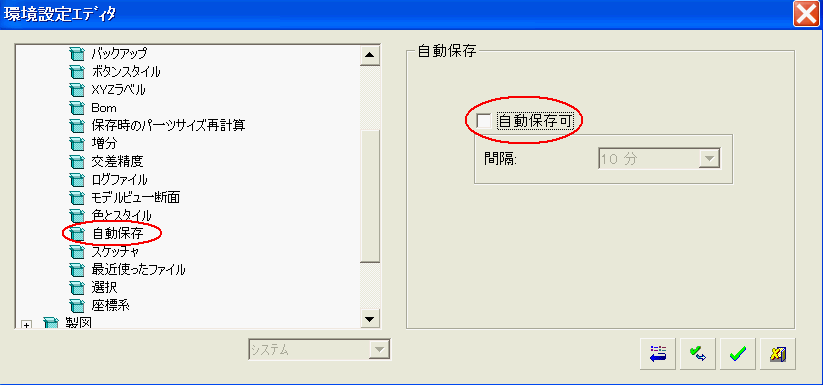 環境設定ｴﾃﾞｨﾀ
バックアップ
ボタンスタイル
XYZラベル
Bom
保存時のパーツサイズ再計算
増分
交差精度
ログファイル
モデルビュー断面
色とスタイル
自動保存
スケッチャ
最近使ったファイル
選択
座標系
製図
システム
自動保存
自動保存可
間隔:
10 分